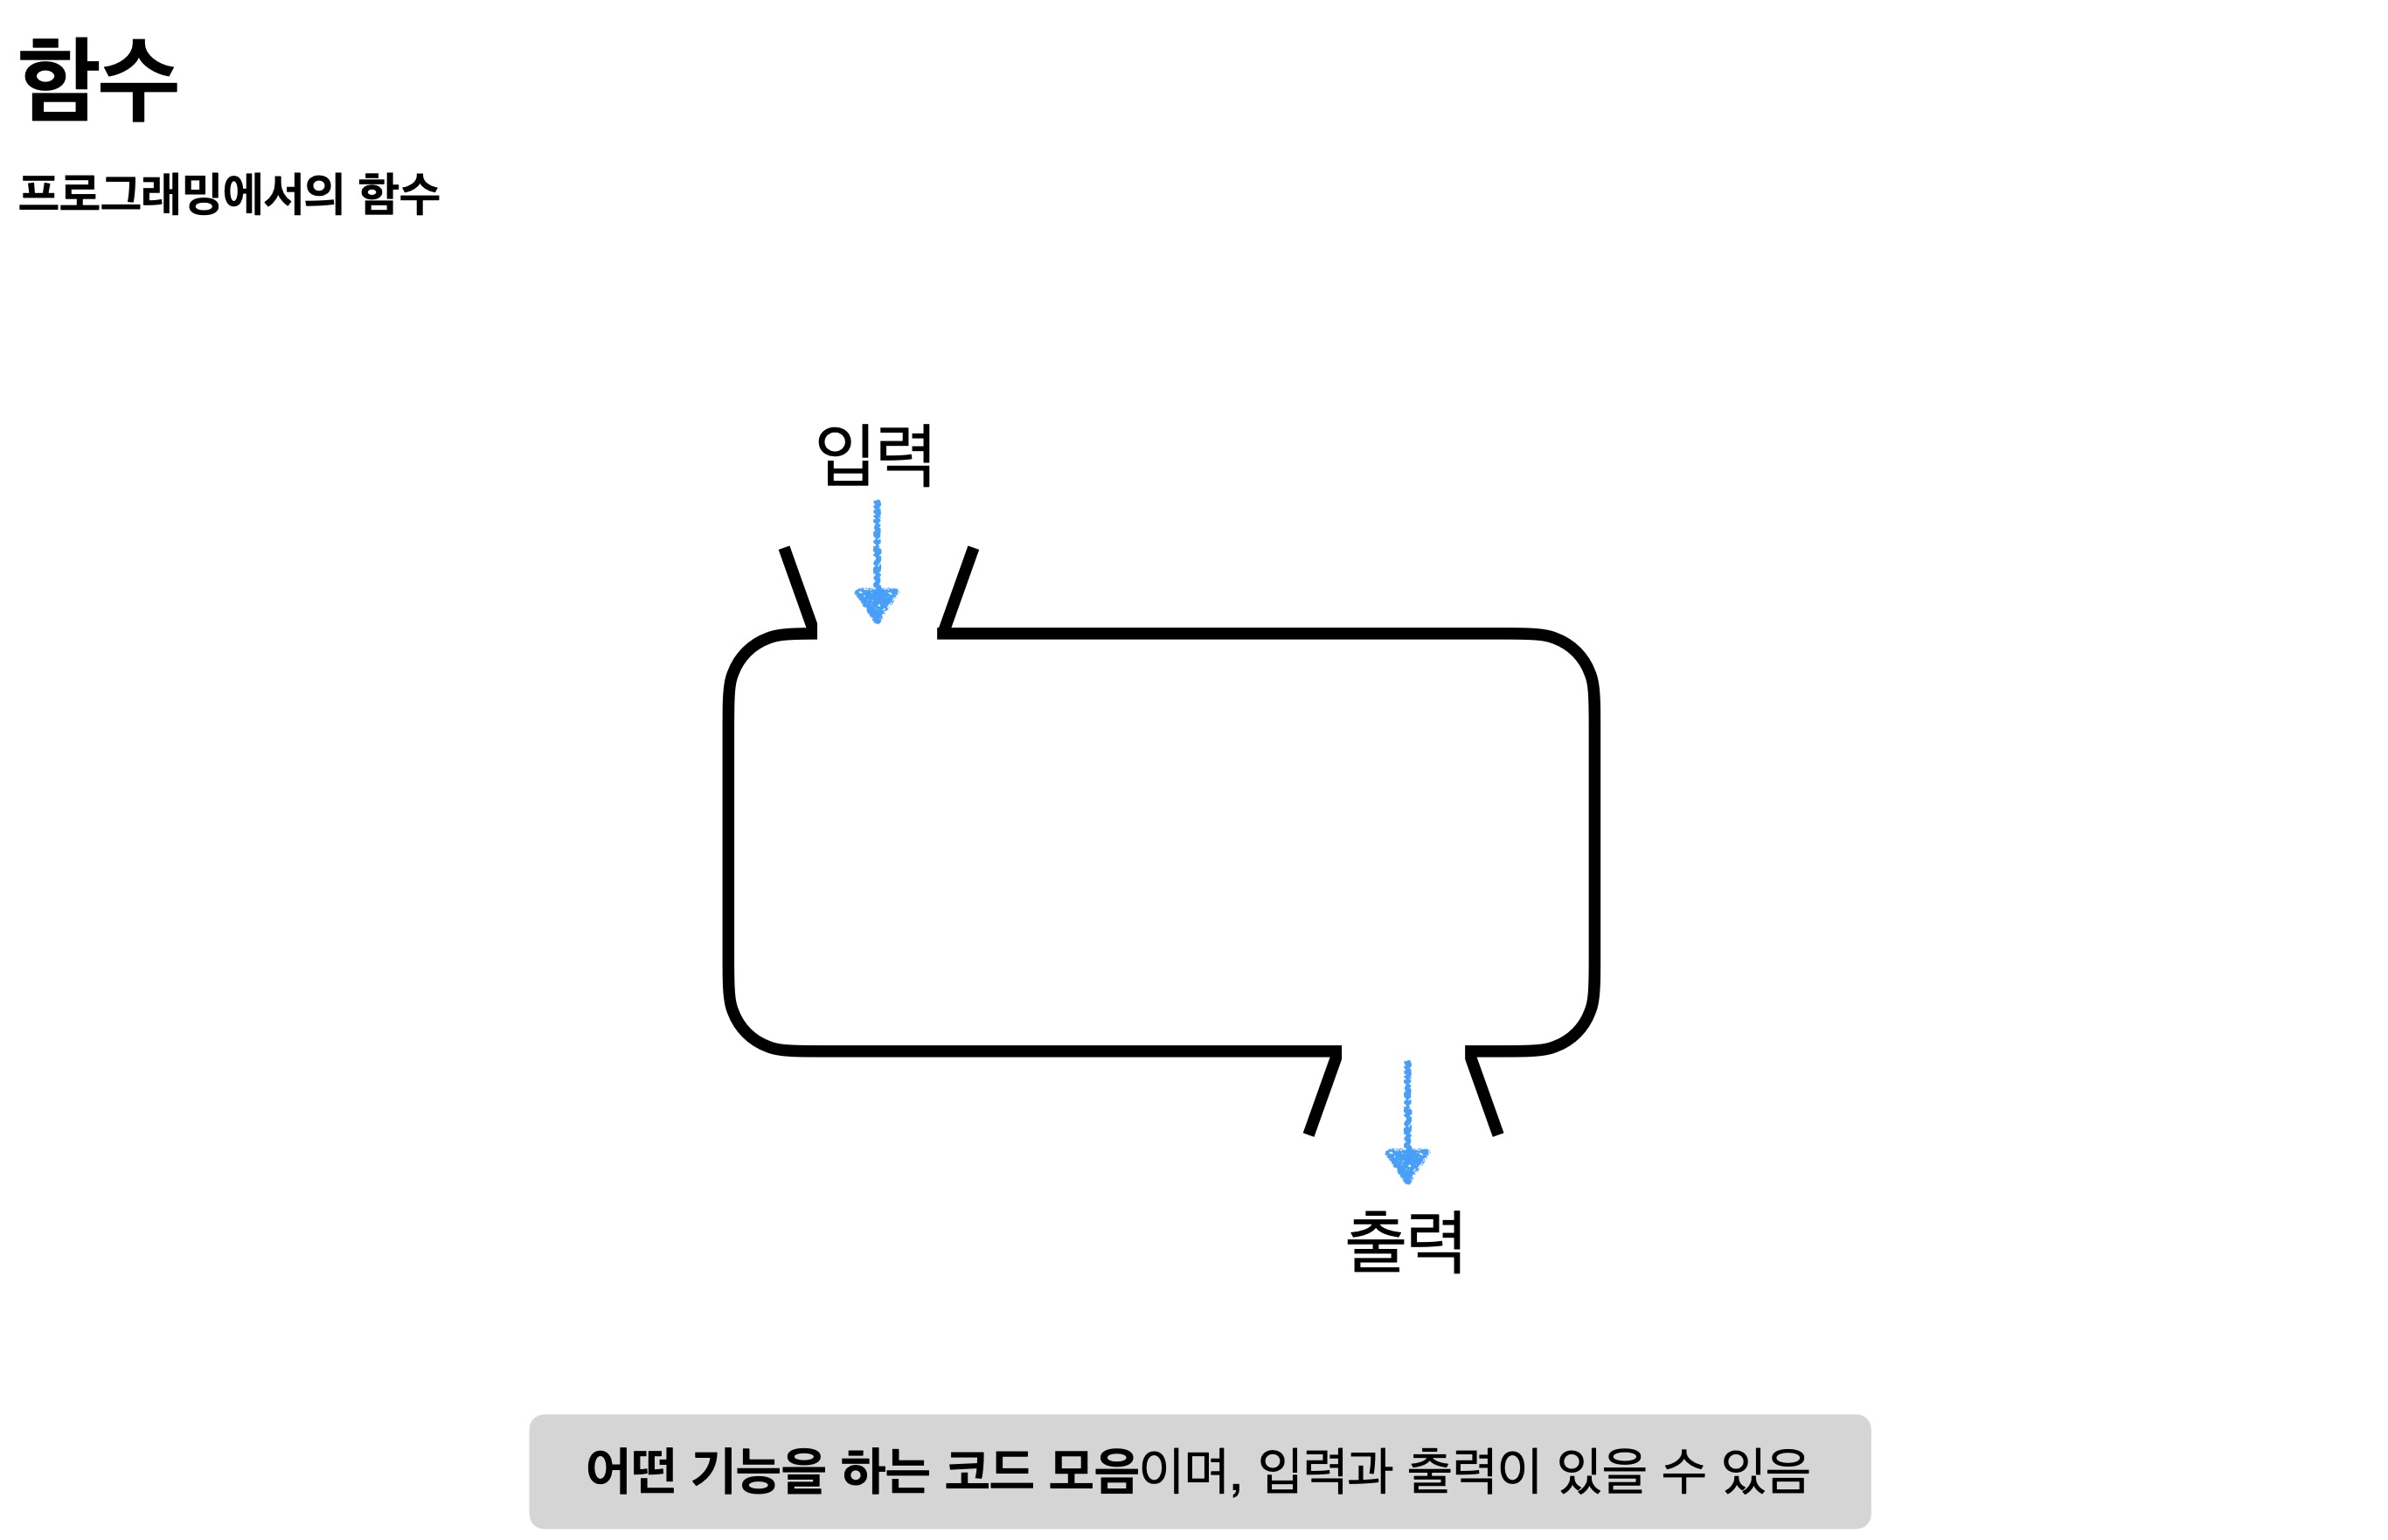 함수
프로그래밍에서의 함수
입력
출력
어떤 기능을 하는 코드 모음이며, 입력과 출력이 있을 수 있음